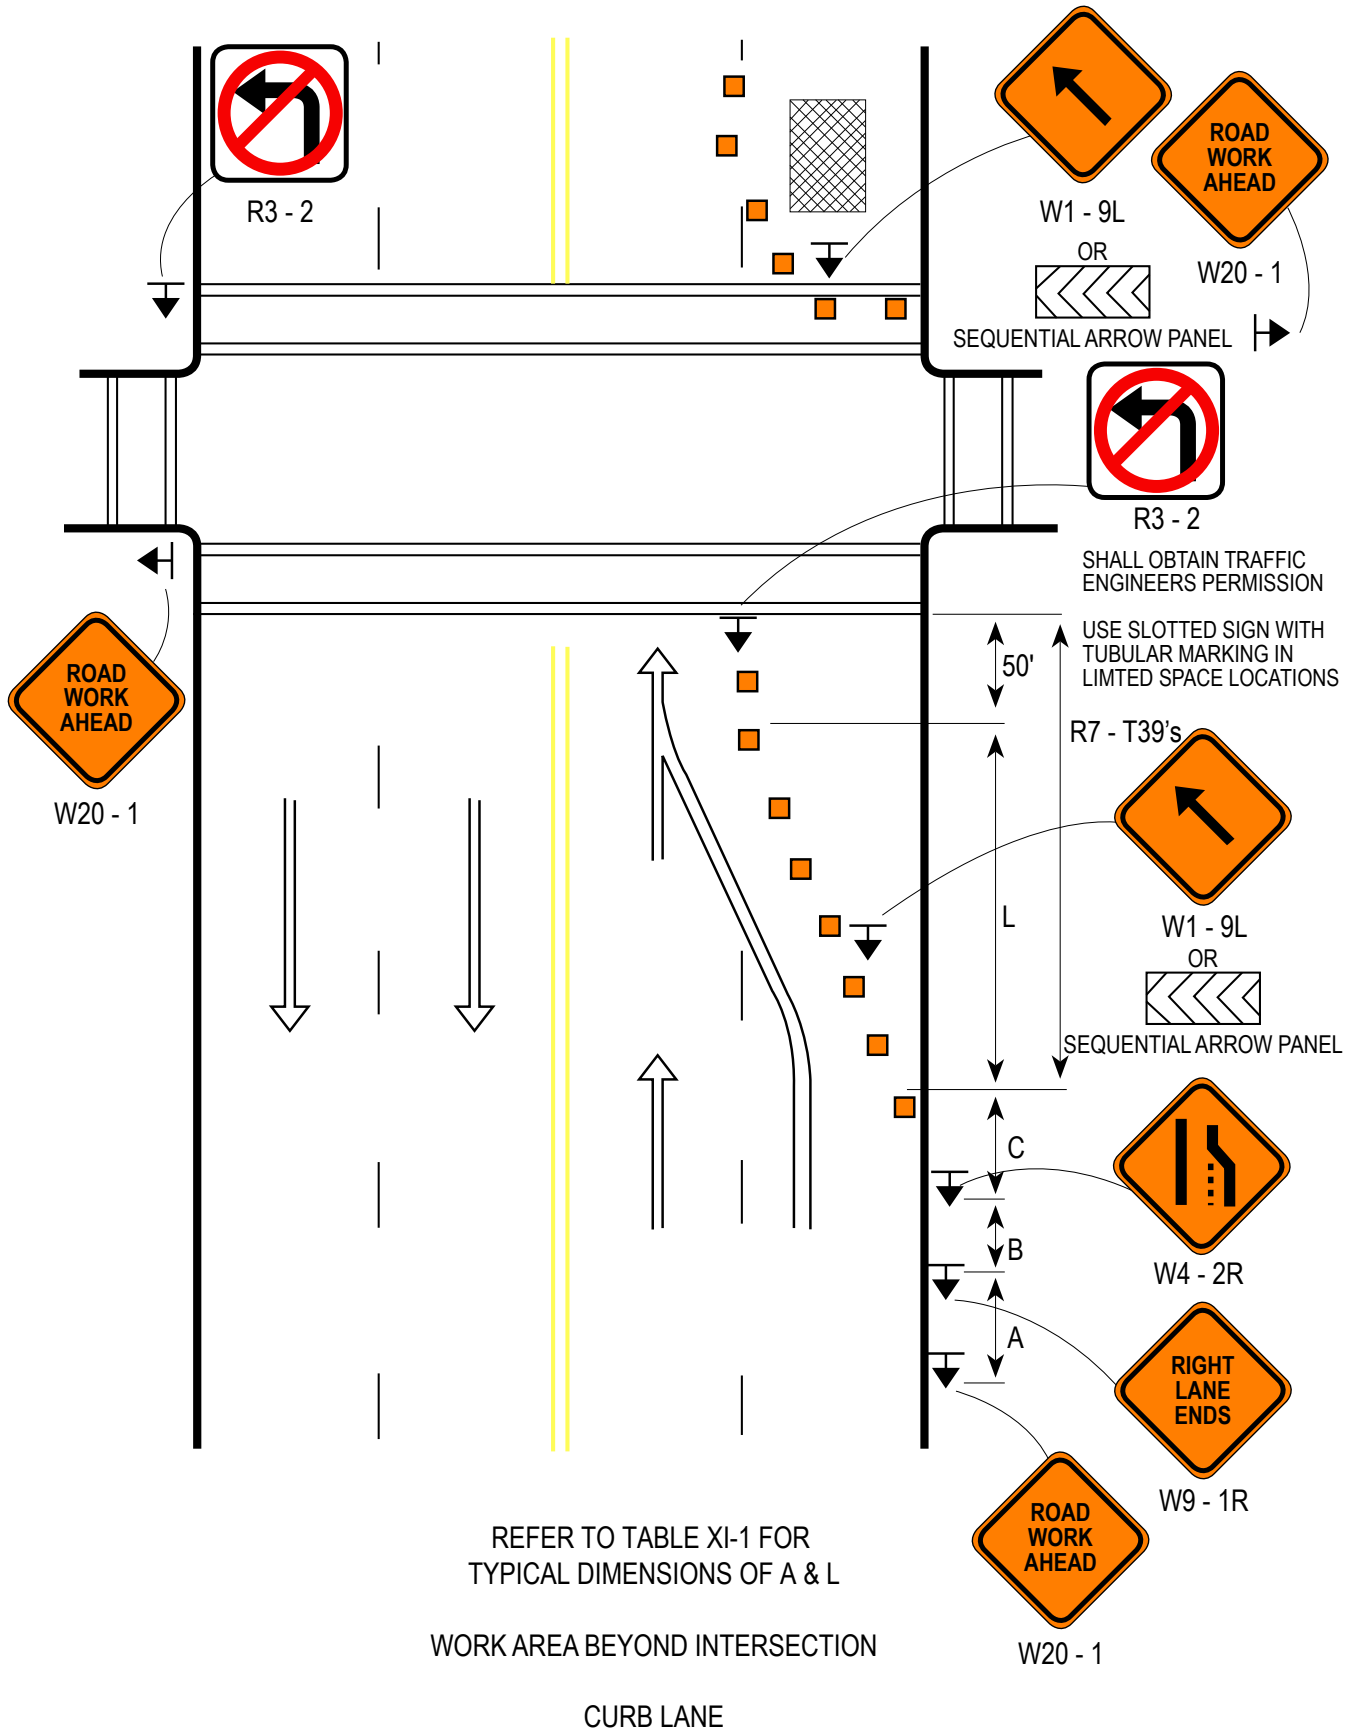 R3 - 2
W1 - 9L
OR
SEQUENTIAL ARROW PANEL
ROAD
WORK
AHEAD
W20 - 1
R3 - 2
SHALL OBTAIN TRAFFIC
ENGINEERS PERMISSION
USE SLOTTED SIGN WITH
TUBULAR MARKING IN
LIMTED SPACE LOCATIONS
50'
R7 - T39's
ROAD
WORK
AHEAD
W20 - 1
L
W1 - 9L
OR
SEQUENTIAL ARROW PANEL
C
B
A
W4 - 2R
RIGHT
LANE
ENDS
W9 - 1R
ROAD
WORK
AHEAD
W20 - 1
REFER TO TABLE XI-1 FOR
TYPICAL DIMENSIONS OF A & L
WORK AREA BEYOND INTERSECTION
CURB LANE